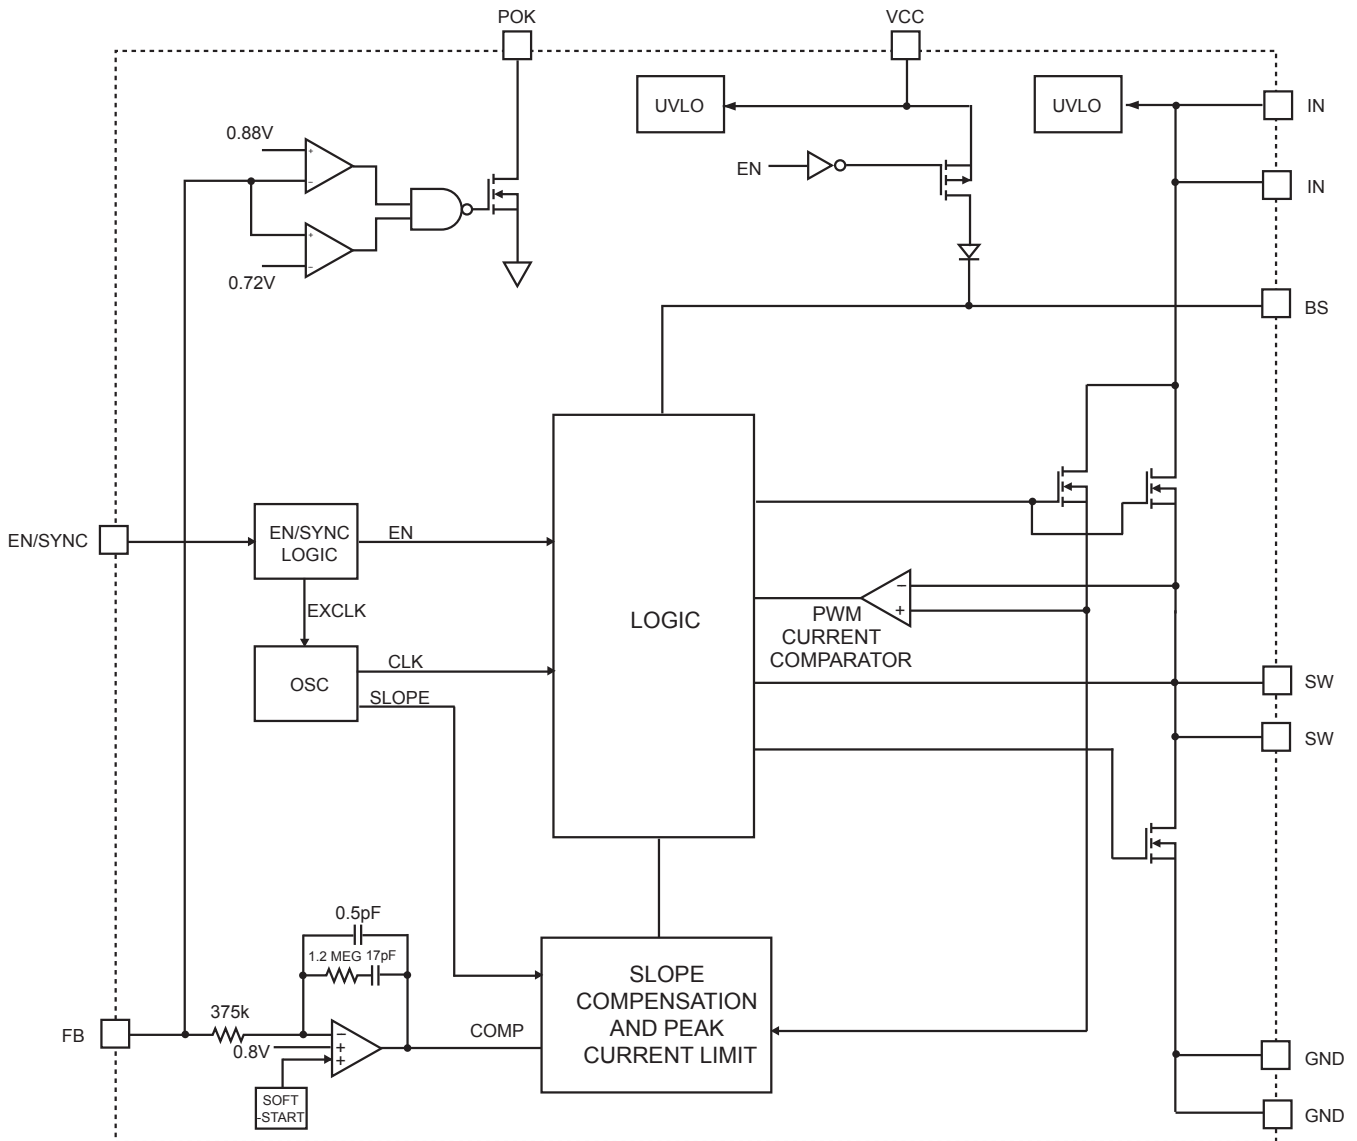 POK
VCC
UVLO
UVLO
IN
0.88V
+
−
EN
IN
+
−
0.72V
BS
EN/SYNC
EN/SYNC
LOGIC
EN
EXCLK
OSC
CLK
SLOPE
LOGIC
−
+
PWM
CURRENT
COMPARATOR
SW
SW
0.5pF
1.2 MEG
17pF
375k
FB
0.8V
−
+
+
COMP
SOFT
-START
SLOPE
COMPENSATION
AND PEAK
CURRENT LIMIT
GND
GND